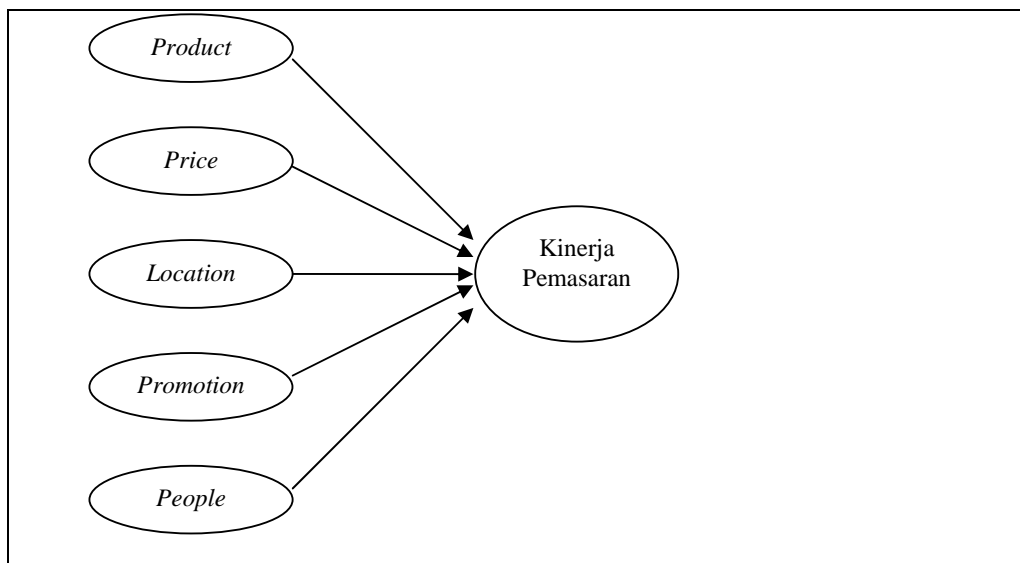 Product
Price
Kinerja
Pemasaran
Location
Promotion
People